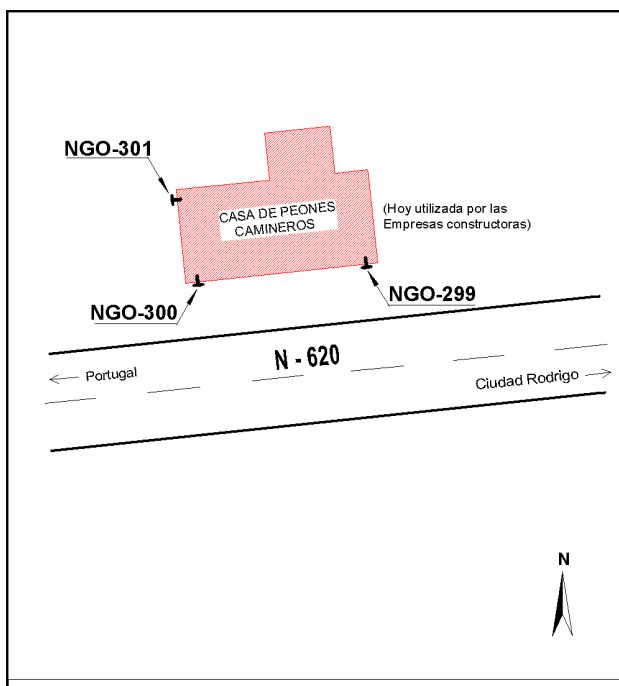 NGO-301
CASA DE PEONES
CAMINEROS
(Hoy utilizada por las
Empresas constructoras)
NGO-300
NGO-299
N - 620
Portugal
Ciudad Rodrigo
N